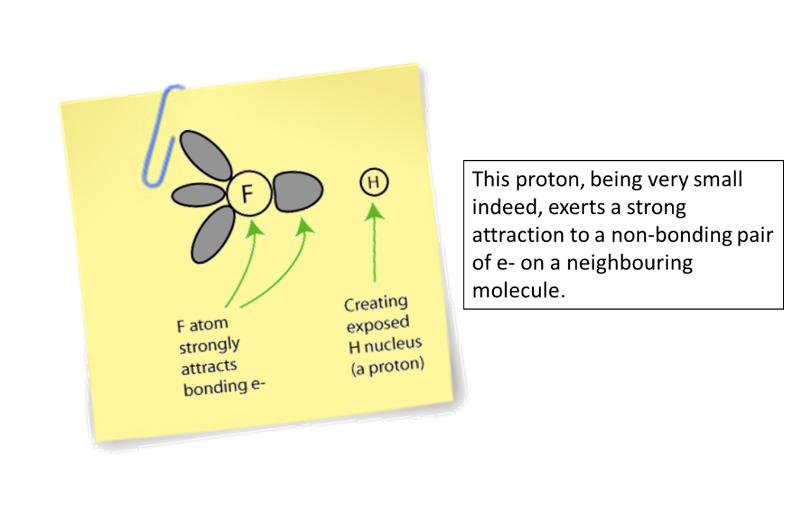 F
H
F atom
strongly
attracts
bonding e-
Creating
exposed
H nucleus
(a proton)
This proton, being very small
indeed, exerts a strong
attraction to a non-bonding pair
of e- on a neighbouring
molecule.